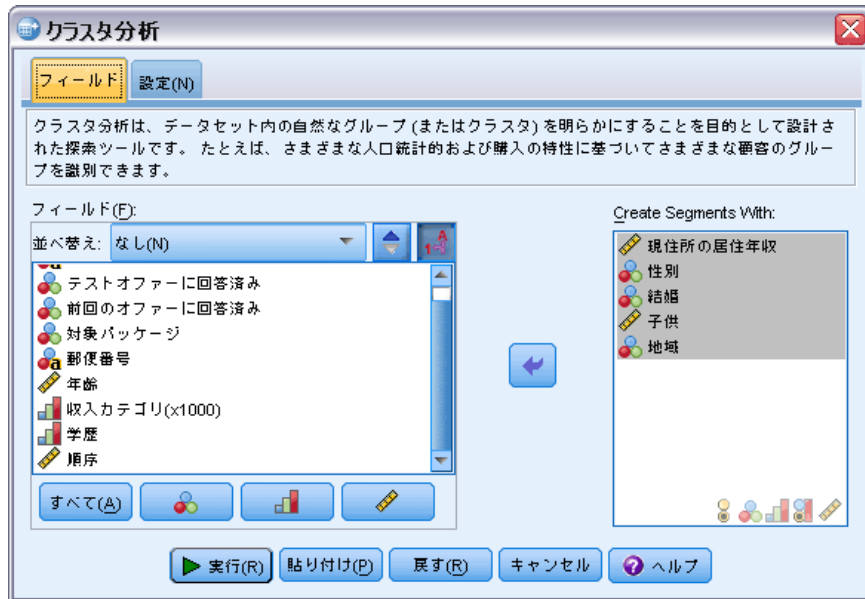 クラスタ分析
フィールド 設定(N)
クラスタ分析は、データセット内の自然なグループ (またはクラスタ) を明らかにすることを目的として設計さ
れた探索ツールです。 たとえば、さまざまな人口統計的および購入の特性に基づいてさまざまな顧客のグルー
プを識別できます。
フィールド(F):
並べ替え: なし(N)
テストオファーに回答済み
前回のオファーに回答済み
対象パッケージ
郵便番号
年齢
収入カテゴリ(x1000)
学歴
順序
すべて(A)
Create Segments With:
現住所の居住年収
性別
結婚
子供
地域
実行(R) 貼り付け(P) 戻す(R) キャンセル ヘルプ